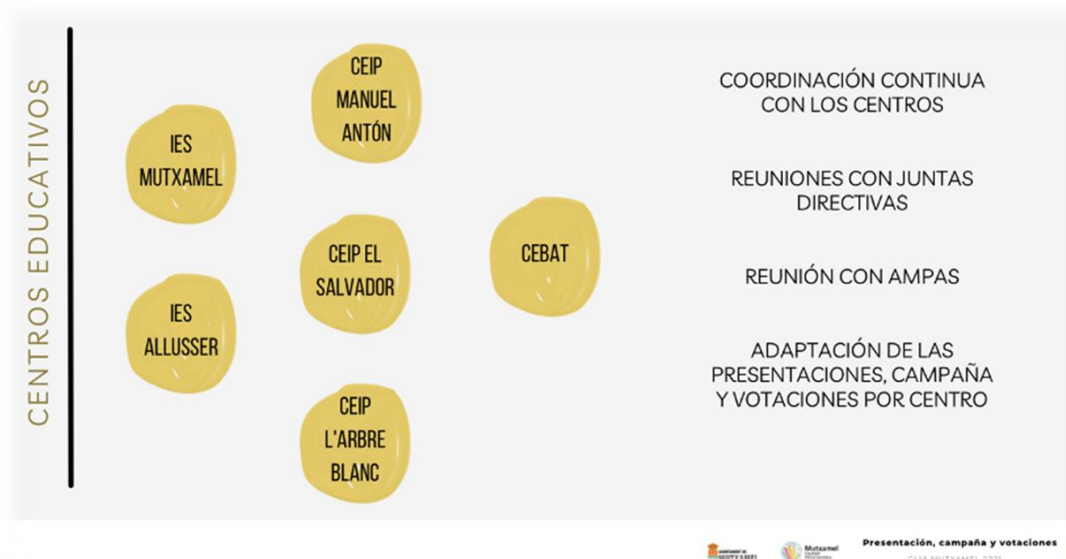 CENTROS EDUCATIVOS
IES
MUTXAMEL
IES
ALLUSSER
CEIP
MANUEL
ANTÓN
CEIP EL
SALVADOR
CEIP
L'ARBRE
BLANC
CEBAT
COORDINACIÓN CONTINUA
CON LOS CENTROS
REUNIONES CON JUNTAS
DIRECTIVAS
REUNIÓN CON AMPAS
ADAPTACIÓN DE LAS
PRESENTACIONES, CAMPAÑA
Y VOTACIONES POR CENTRO
MUTXAMEL
Mutxamel
Presentación, campaña y votaciones